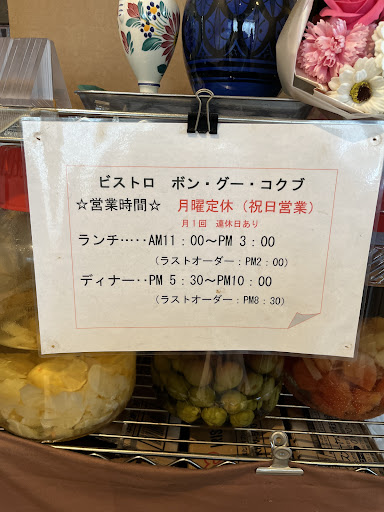 ビストロ ボン・グー・コクブ
☆営業時間☆ 月曜定休（祝日営業）
月1回 連休日あり
ランチ‥‥‥AM11：00～PM 3：00
（ラストオーダー：PM2：00）
ディナー‥PM 5：30～PM10：00
（ラストオーダー：PM8：30）